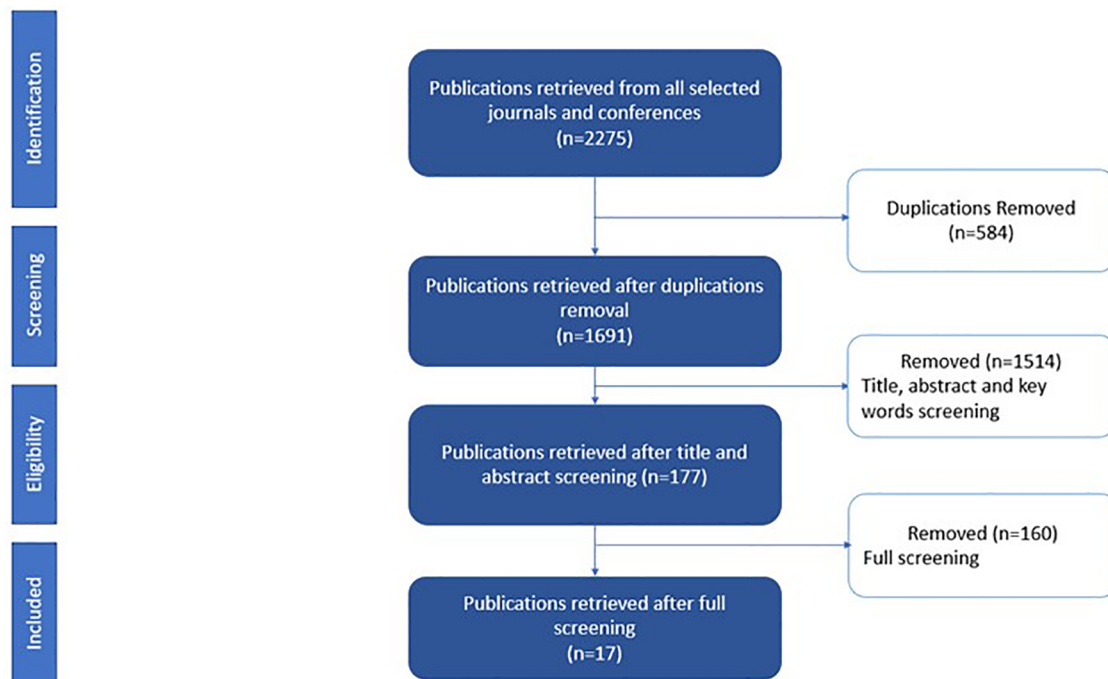 Identification
Publications retrieved from all selected
journals and conferences
(n=2275)
Duplications Removed
(n=584)
Screening
Publications retrieved after duplications
removal
(n=1691)
Removed (n=1514)
Title, abstract and key
words screening
Eligibility
Publications retrieved after title and
abstract screening (n=177)
Removed (n=160)
Full screening
Included
Publications retrieved after full
screening
(n=17)